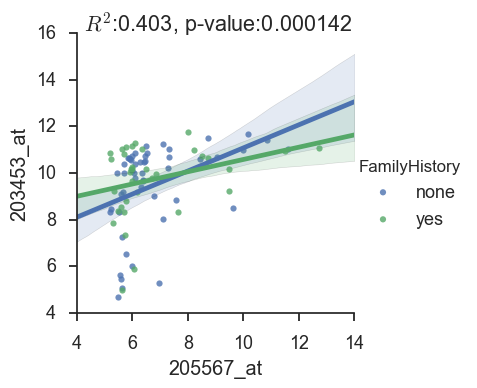 R²:0.403, p-value:0.000142
16
14
12
10
8
6
4
203453_at
4 6 8 10 12 14
205567_at
FamilyHistory
none
yes